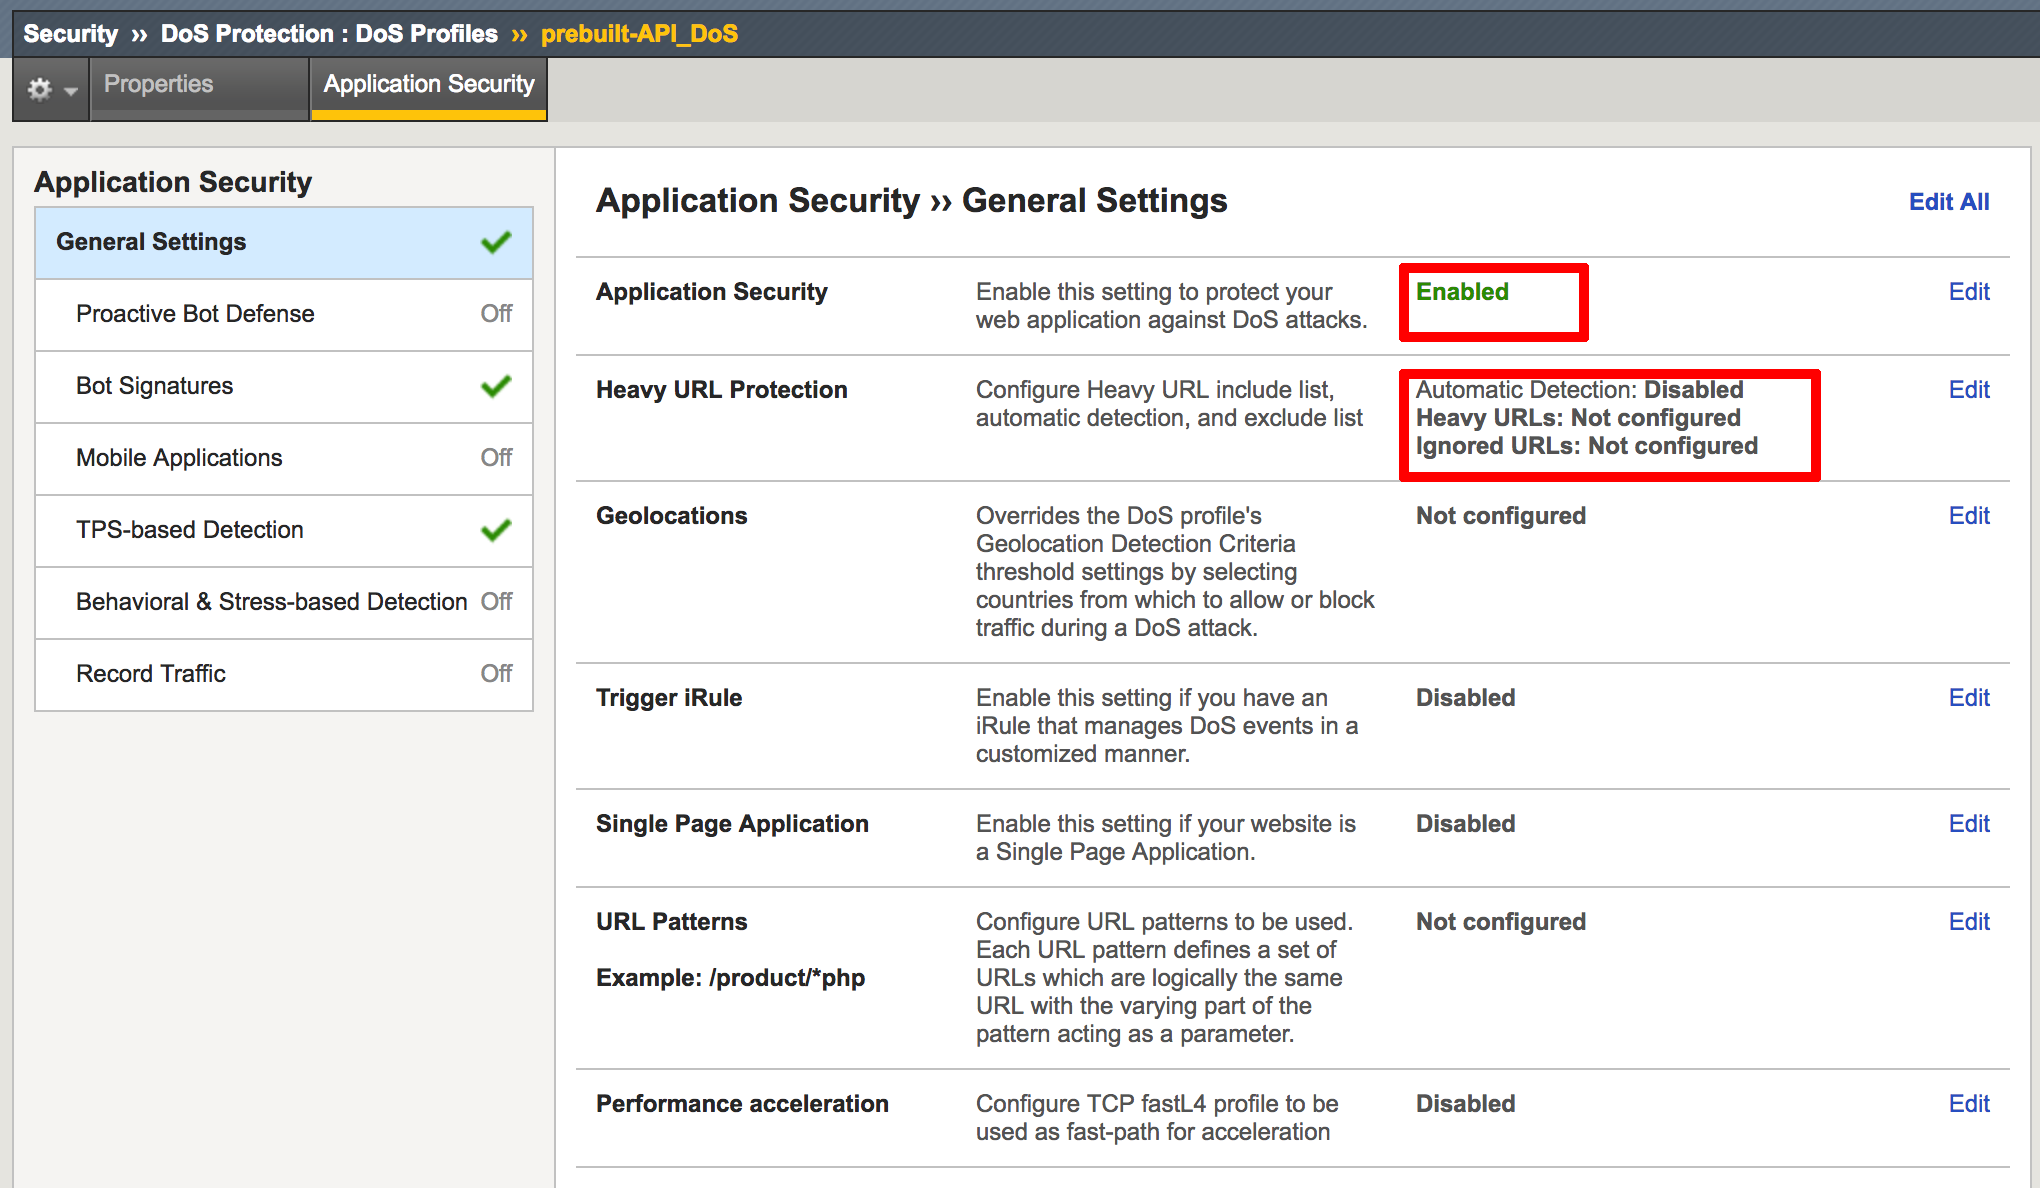 Security ›› DoS Protection : DoS Profiles ›› prebuilt-API_DoS
Properties
Application Security
Application Security
General Settings
Proactive Bot Defense Off
Bot Signatures
Mobile Applications Off
TPS-based Detection
Behavioral & Stress-based Detection Off
Record Traffic Off
Application Security ›› General Settings
Edit All
Application Security
Enable this setting to protect your
web application against DoS attacks.
Enabled
Edit
Heavy URL Protection
Configure Heavy URL include list,
automatic detection, and exclude list
Automatic Detection: Disabled
Heavy URLs: Not configured
Ignored URLs: Not configured
Edit
Geolocations
Overrides the DoS profile's
Geolocation Detection Criteria
threshold settings by selecting
countries from which to allow or block
traffic during a DoS attack.
Not configured
Edit
Trigger iRule
Enable this setting if you have an
iRule that manages DoS events in a
customized manner.
Disabled
Edit
Single Page Application
Enable this setting if your website is
a Single Page Application.
Disabled
Edit
URL Patterns
Example: /product/*php
Configure URL patterns to be used.
Each URL pattern defines a set of
URLs which are logically the same
URL with the varying part of the
pattern acting as a parameter.
Not configured
Edit
Performance acceleration
Configure TCP fastL4 profile to be
used as fast-path for acceleration
Disabled
Edit